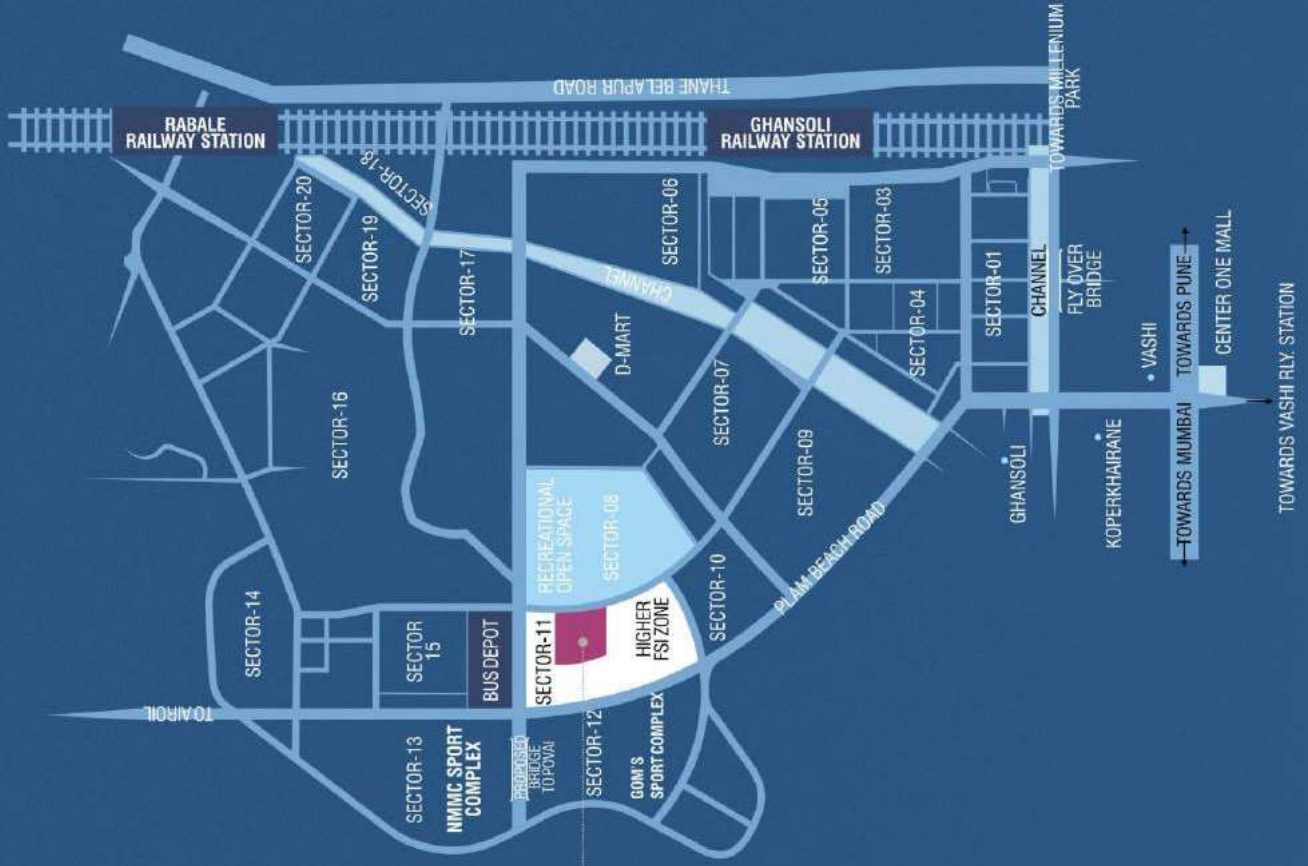 THANE BELAPUR ROAD
RABALE
RAILWAY STATION
GHANSOLI
RAILWAY STATION
TOWARDS MILLENIUM
PARK
SECTOR-18
SECTOR-20
SECTOR-19
SECTOR-17
SECTOR-06
SECTOR-05
SECTOR-03
CHANNEL
SECTOR-04
SECTOR-01
CHANNEL
FLY OVER
BRIDGE
D-MART
SECTOR-07
SECTOR-16
SECTOR-09
VASHI
TOWARDS PUNE
CENTER ONE MALL
GHANSOLI
KOPERKHAIRANE
TOWARDS MUMBAI
TOWARDS VASHI RLY. STATION
RECREATIONAL
OPEN SPACE
SECTOR-08
PLAM BEACH ROAD
SECTOR-14
SECTOR
15
BUS DEPOT
SECTOR-11
HIGHER
FSI ZONE
SECTOR-10
TO AIROIL
SECTOR-13
NMMC SPORT
COMPLEX
PROPOSED
BRIDGE
TO POVAI
SECTOR-12
GOM'S
SPORT COMPLEX